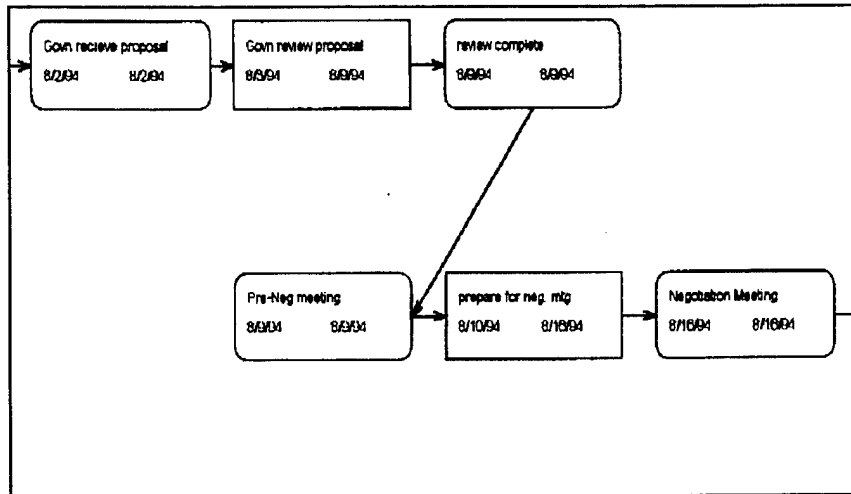 Govn recieve proposal
8/2/94 8/2/94
Govn review proposal
8/3/94 8/9/94
review complete
8/9/94 8/9/94
Pre-Neg meeting
8/9/94 8/9/94
prepare for neg. mtg
8/10/94 8/16/94
Negotiation Meeting
8/16/94 8/16/94